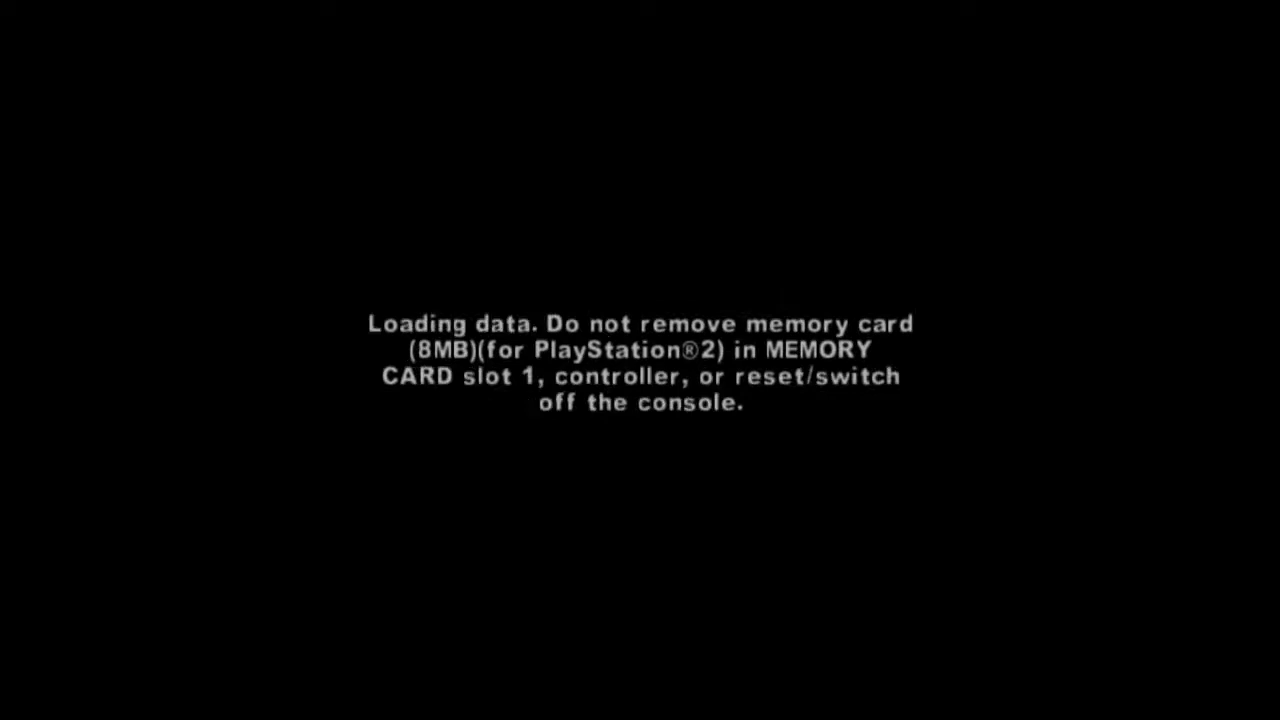 Loading data. Do not remove memory card
(8MB)(for PlayStation®2) in MEMORY
CARD slot 1, controller, or reset/switch
off the console.